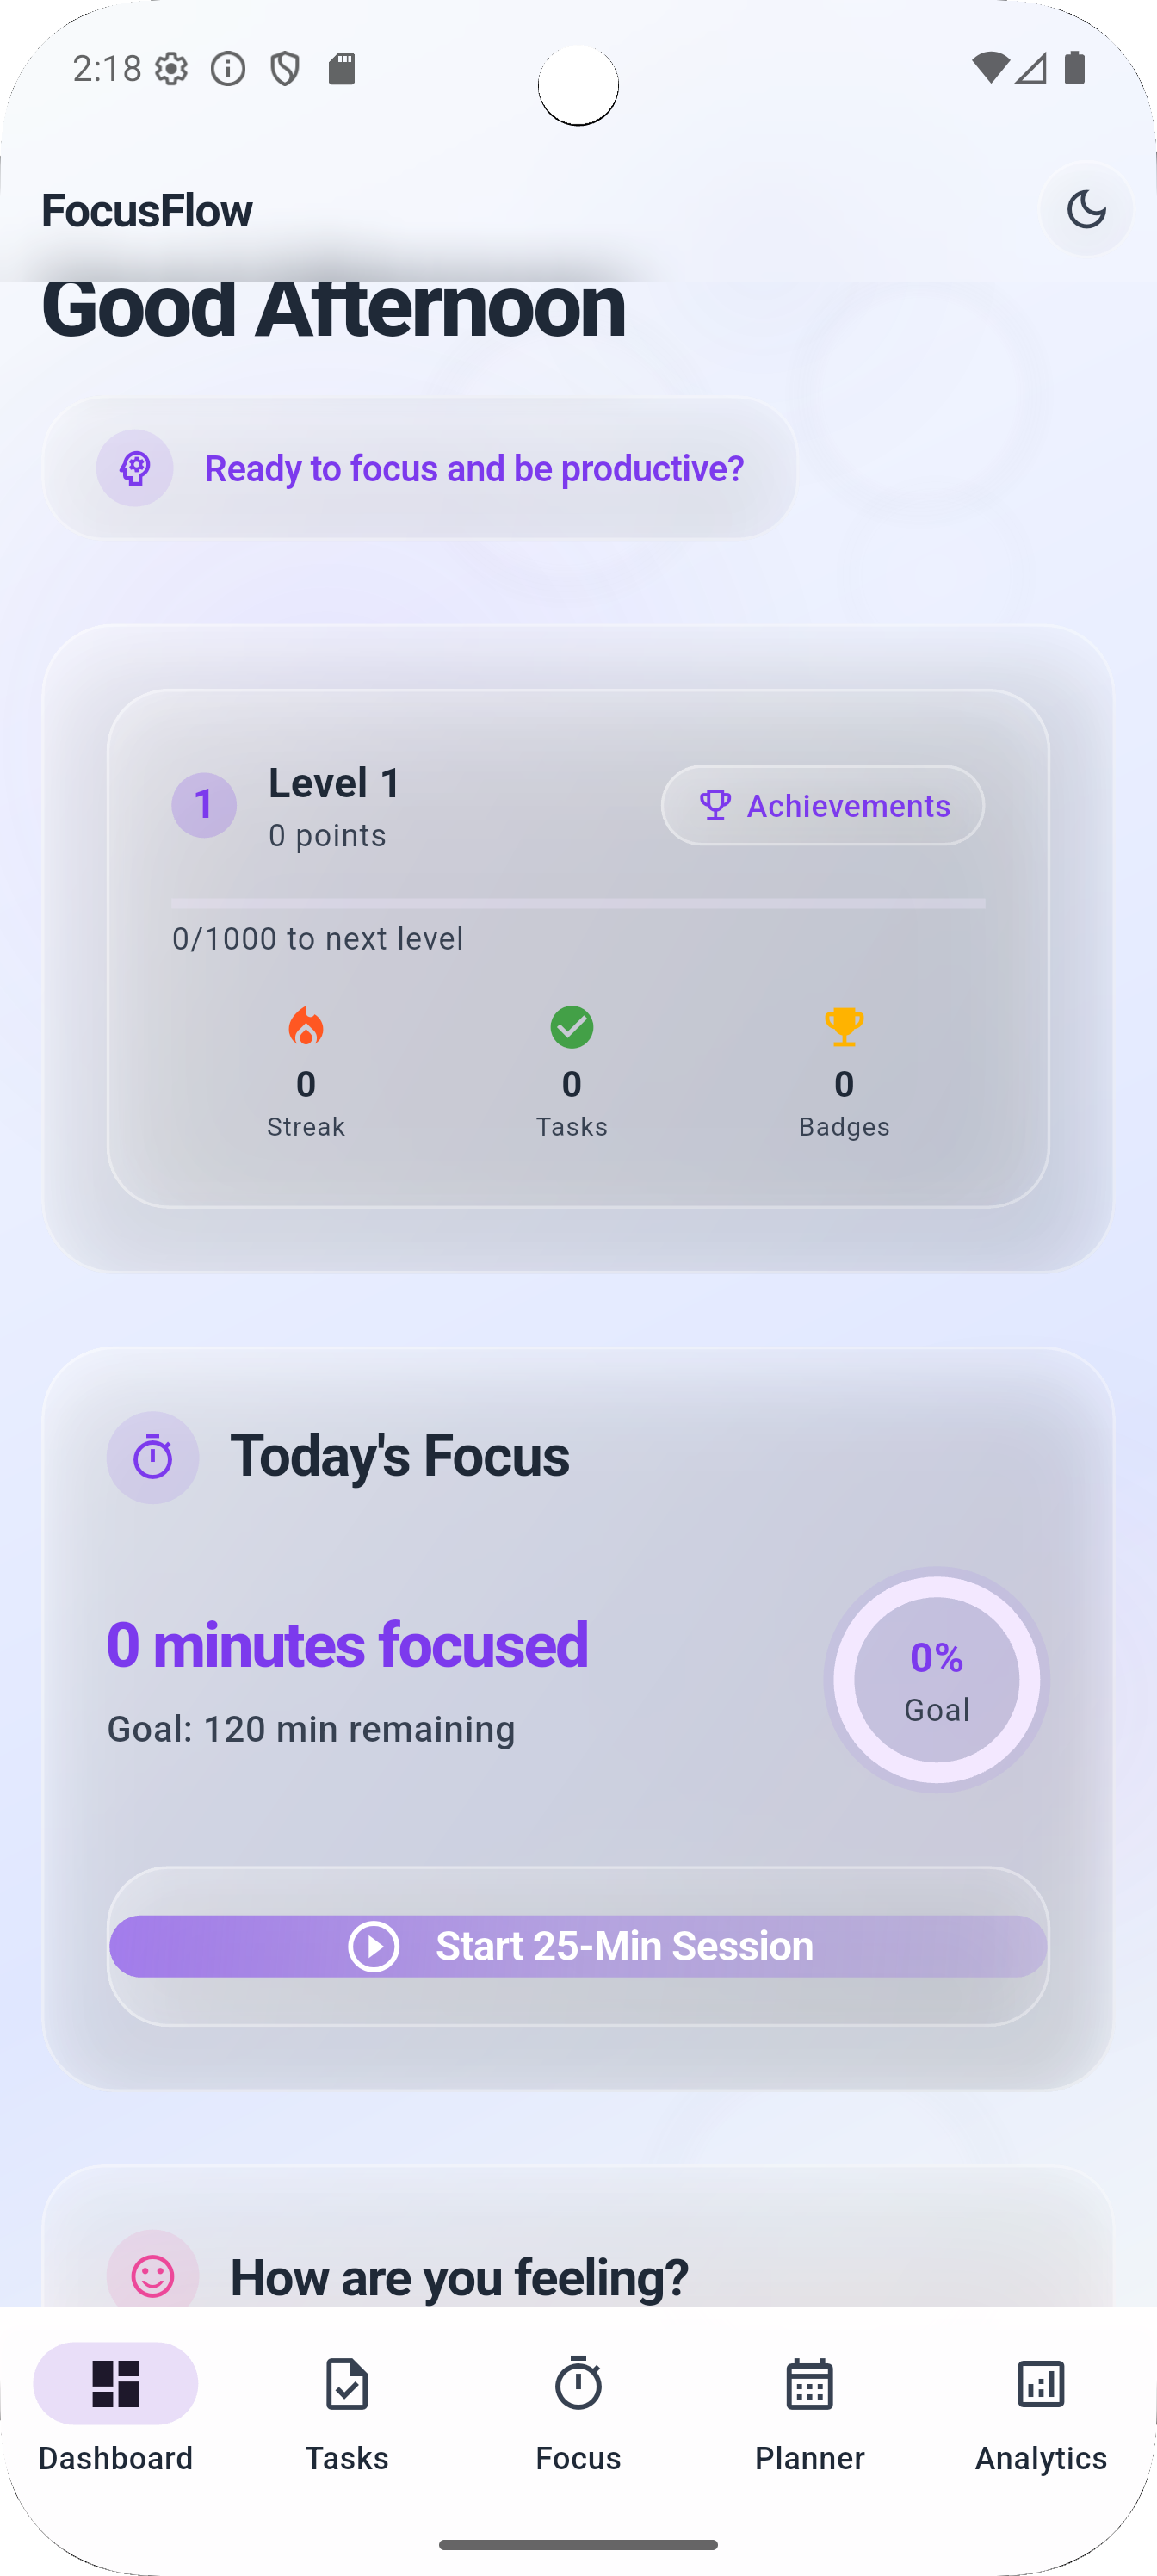 2:18
FocusFlow
Good Afternoon
Ready to focus and be productive?
1
Level 1
0 points
Achievements
0/1000 to next level
0
Streak
0
Tasks
0
Badges
Today's Focus
0 minutes focused
Goal: 120 min remaining
0%
Goal
Start 25-Min Session
How are you feeling?
Dashboard
Tasks
Focus
Planner
Analytics